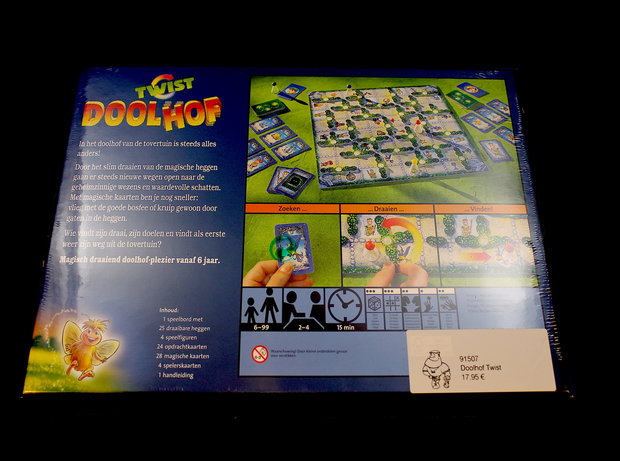 TWIST
DOOLHOF
In het doolhof van de tovertuin is steeds alles
anders!
Door het slim draaien van de magische heggen
gaan er steeds nieuwe wegen open naar de
geheimzinnige wezens en waardevolle schatten.
Met magische kaarten ben je nog sneller:
vlieg met de goede bosfee of kruip gewoon door
gaten in de heggen.
Wie vindt zijn draai, zijn doelen en vindt als eerste
weer zijn weg uit de tovertuin?
Magisch draaiend doolhof-plezier vanaf 6 jaar.
Inhoud:
1 speelbord met
25 draaibare heggen
4 speelfiguren
24 opdrachtkaarten
28 magische kaarten
4 spelerskaarten
1 handleiding
Zoeken ...
... Draaien ...
... Vinden!
6–99
2–4
15 min
Waarschuwing!
91507
Doolhof Twist
17,95 €